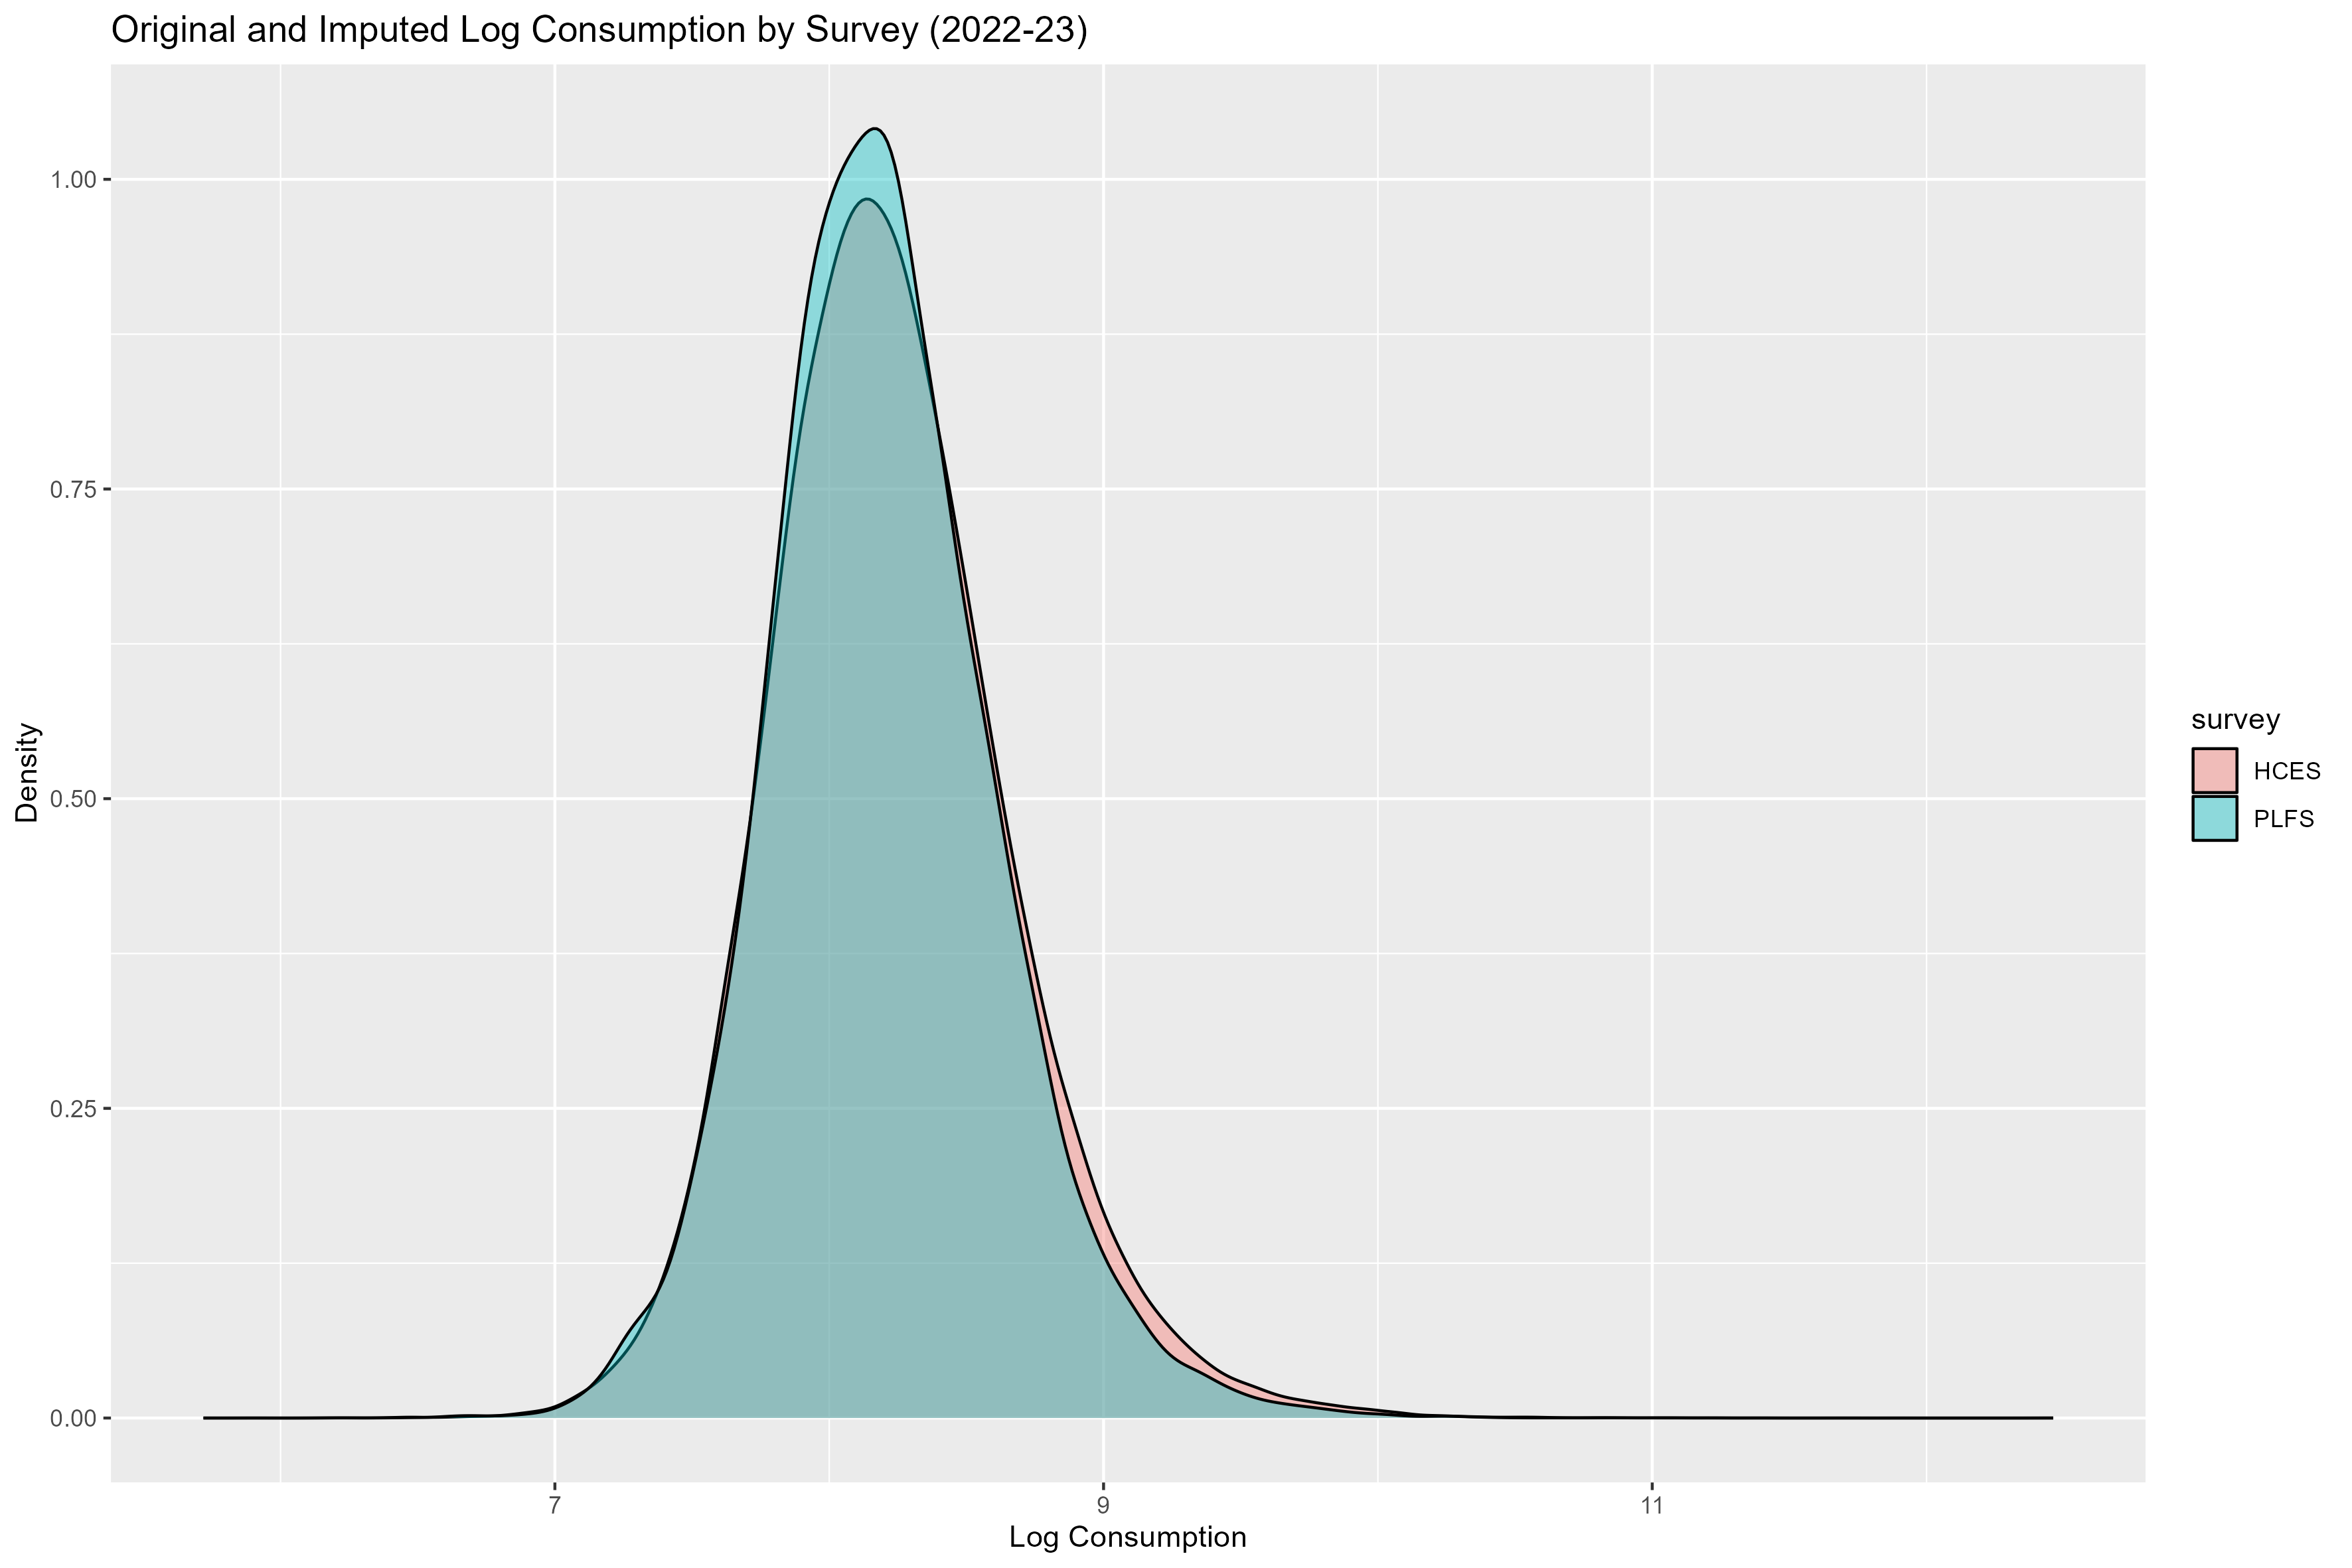 Original and Imputed Log Consumption by Survey (2022-23)
1.00
0.75
0.50
0.25
0.00
Density
7
9
11
Log Consumption
survey
HCES
PLFS